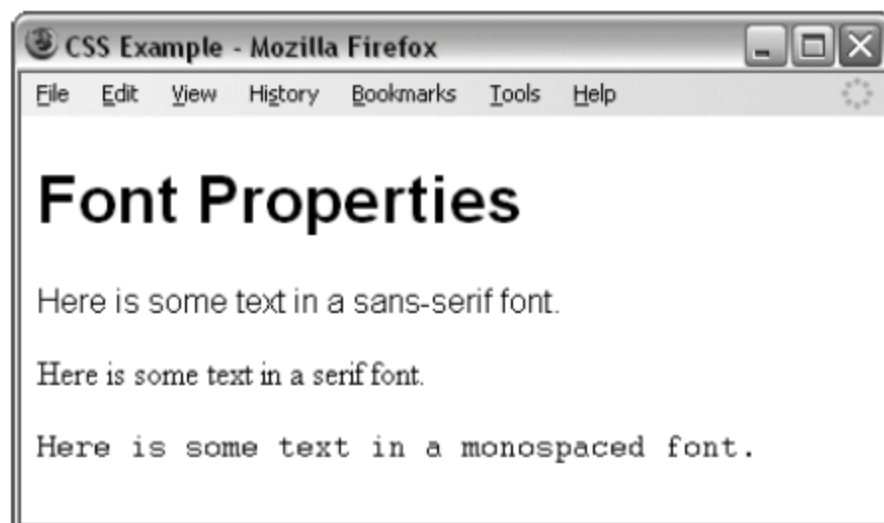 CSS Example - Mozilla Firefox
File Edit View History Bookmarks Tools Help
Font Properties
Here is some text in a sans-serif font.
Here is some text in a serif font.
Here is some text in a monospaced font.